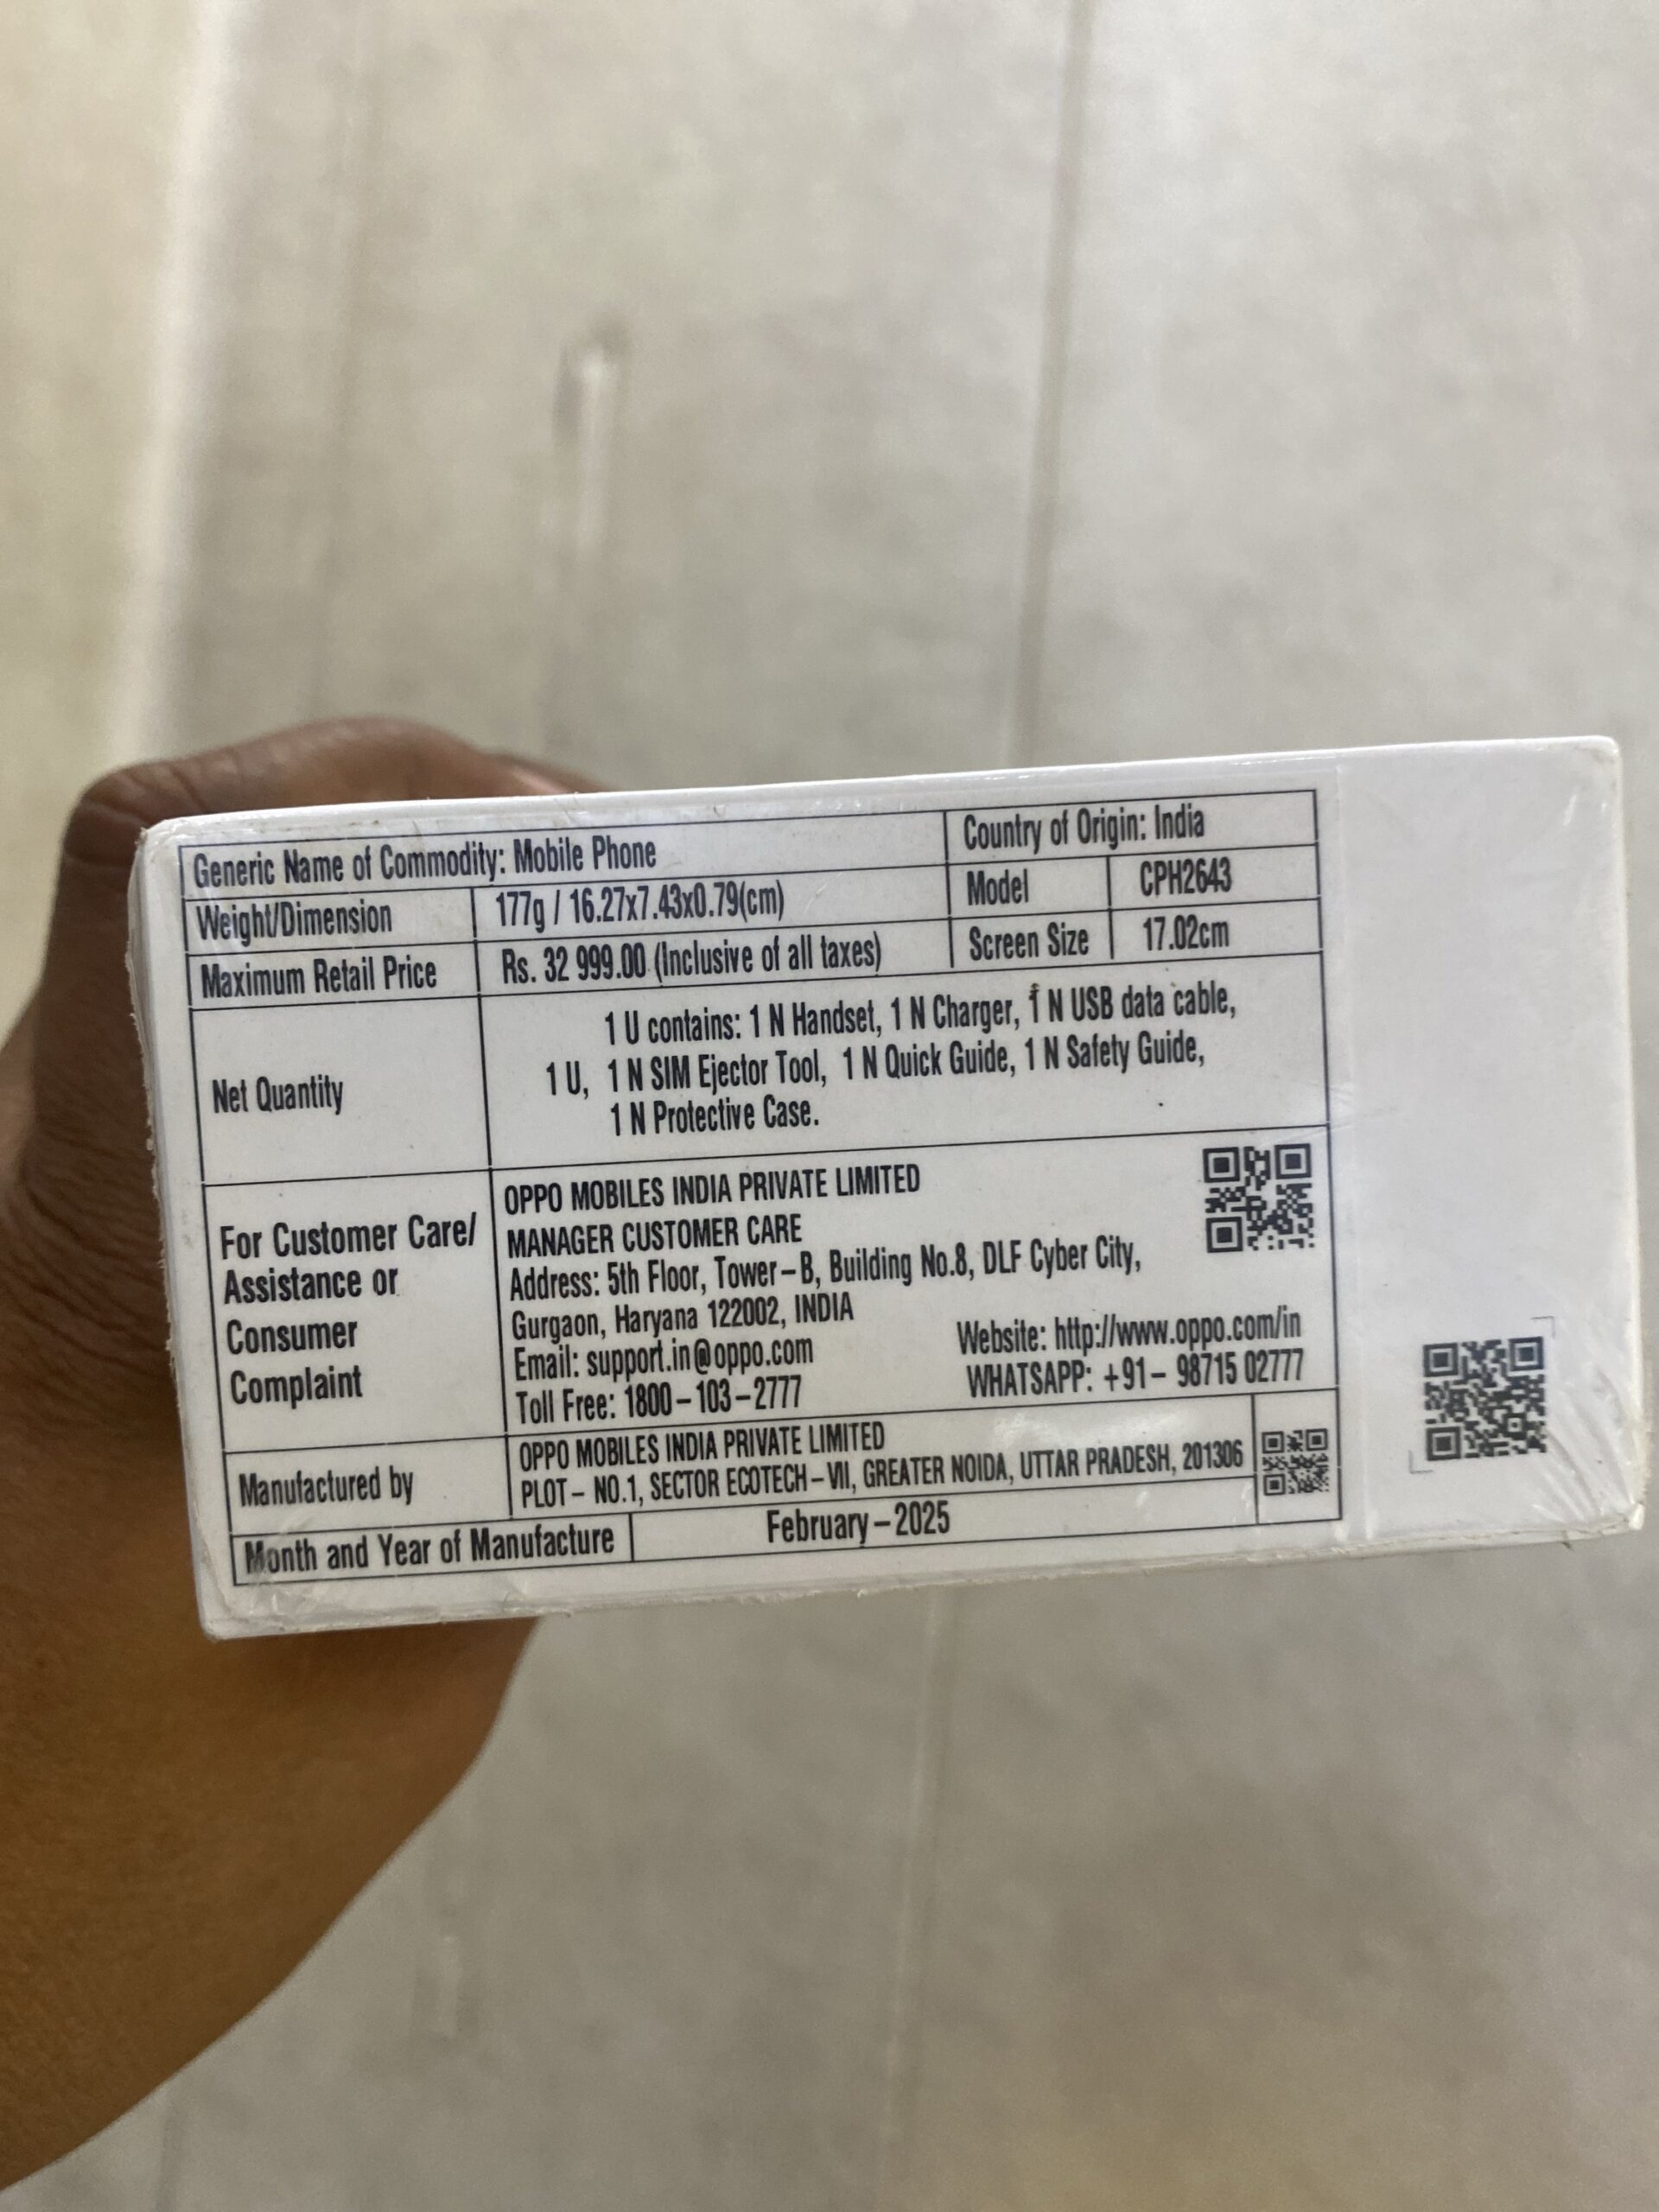 Generic Name of Commodity: Mobile Phone
Country of Origin: India
Weight/Dimension
177g / 16.27x7.43x0.79(cm)
Model
CPH2643
Maximum Retail Price
Rs. 32 999.00 (Inclusive of all taxes)
Screen Size
17.02cm
Net Quantity
1 U contains: 1 N Handset, 1 N Charger, 1 N USB data cable,
1 U, 1 N SIM Ejector Tool, 1 N Quick Guide, 1 N Safety Guide,
1 N Protective Case.
For Customer Care/
Assistance or
Consumer
Complaint
OPPO MOBILES INDIA PRIVATE LIMITED
MANAGER CUSTOMER CARE
Address: 5th Floor, Tower–B, Building No.8, DLF Cyber City,
Gurgaon, Haryana 122002, INDIA
Email: support.in@oppo.com
Website: http://www.oppo.com/in
Toll Free: 1800–103–2777
WHATSAPP: +91– 98715 02777
Manufactured by
OPPO MOBILES INDIA PRIVATE LIMITED
PLOT– NO.1, SECTOR ECOTECH–VII, GREATER NOIDA, UTTAR PRADESH, 201306
Month and Year of Manufacture
February–2025